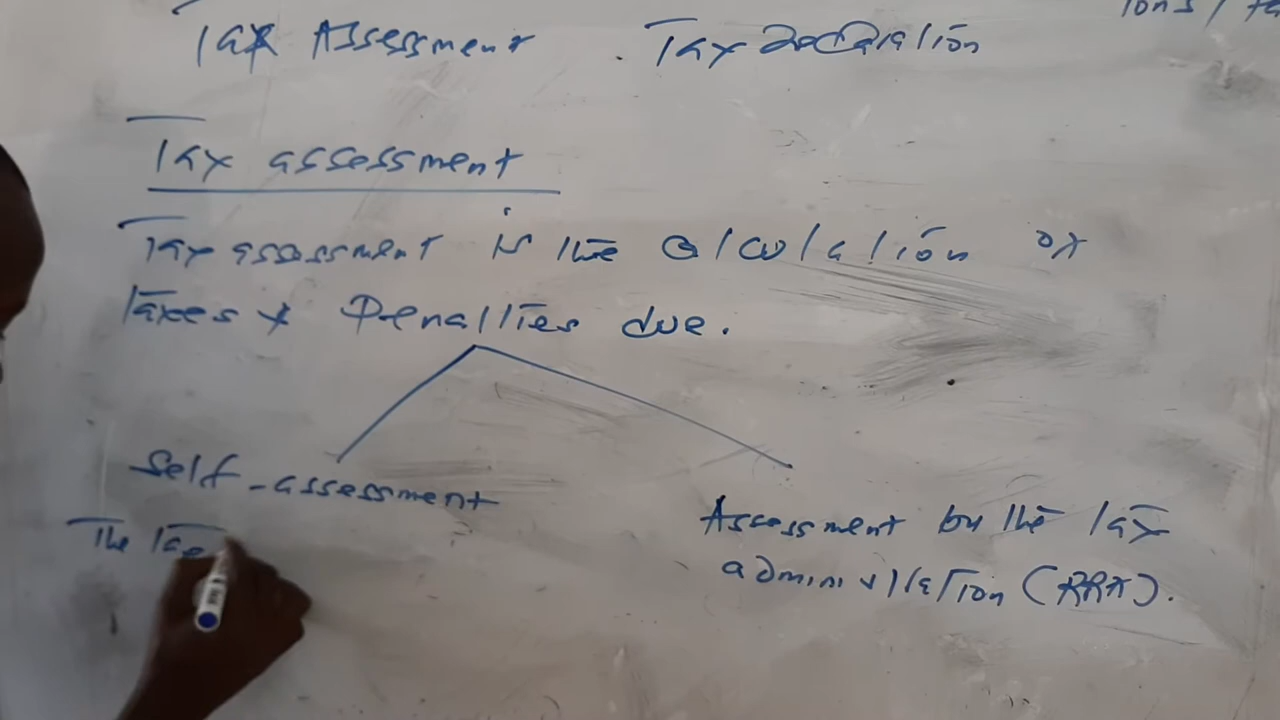 Tax Assessment Tax Declaration
Tax assessment
Tax assessment is the calculation of
taxes & Penalties due.
Self-assessment
Assessment by the tax
administration (RRA).
The